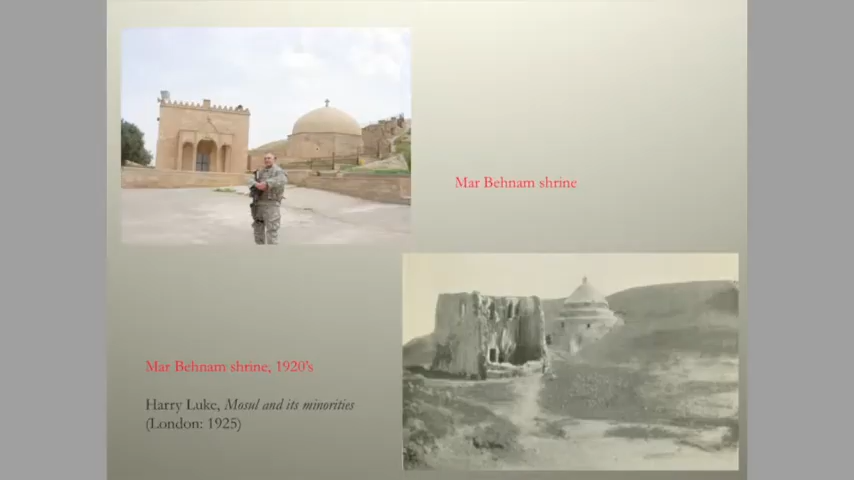 Mar Behnam shrine
Mar Behnam shrine, 1920's
Harry Luke, Mosul and its minorities
(London: 1925)